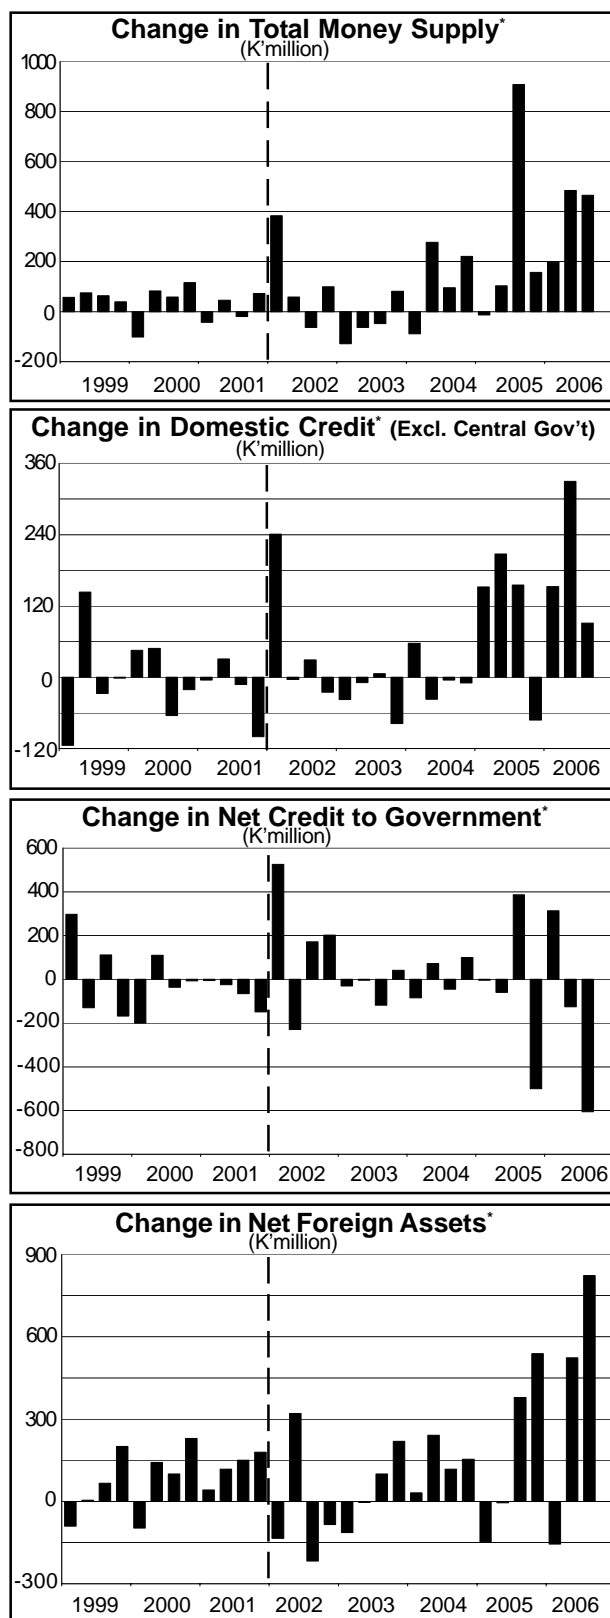 Change in Total Money Supply*
(K'million)
1000
800
600
400
200
0
-200
1999 2000 2001 2002 2003 2004 2005 2006
Change in Domestic Credit* (Excl. Central Gov't)
(K'million)
360
240
120
0
-120
1999 2000 2001 2002 2003 2004 2005 2006
Change in Net Credit to Government*
(K'million)
600
400
200
0
-200
-400
-600
-800
1999 2000 2001 2002 2003 2004 2005 2006
Change in Net Foreign Assets*
(K'million)
900
600
300
0
-300
1999 2000 2001 2002 2003 2004 2005 2006